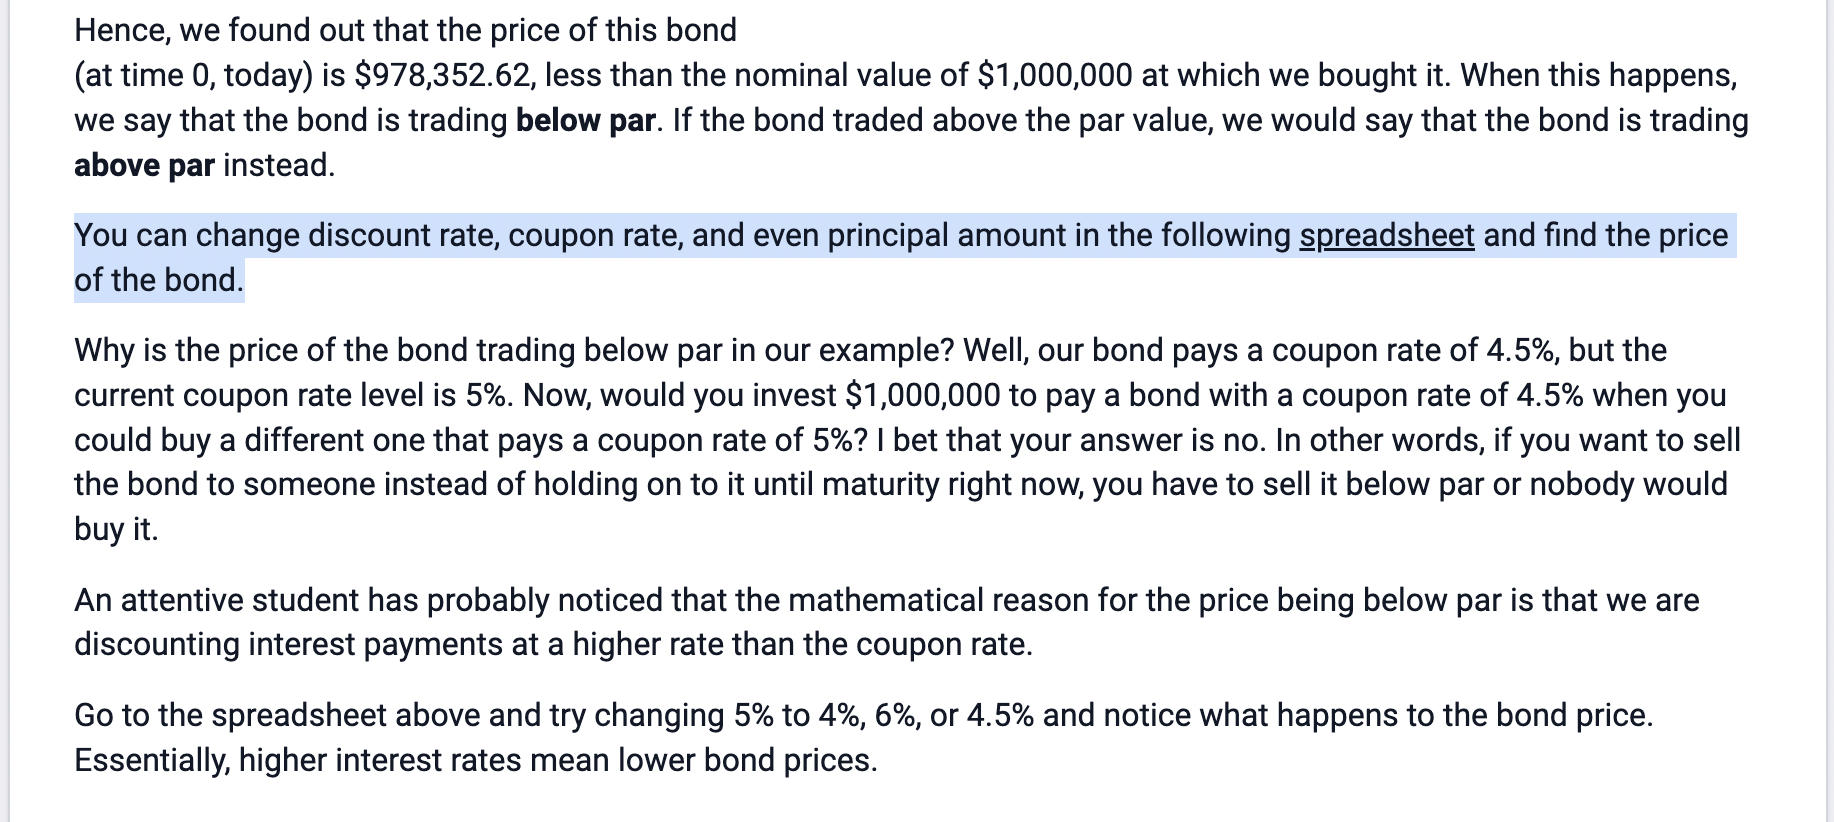 Hence, we found out that the price of this bond
(at time 0, today) is $978,352.62, less than the nominal value of $1,000,000 at which we bought it. When this happens,
we say that the bond is trading below par. If the bond traded above the par value, we would say that the bond is trading
above par instead.
You can change discount rate, coupon rate, and even principal amount in the following spreadsheet and find the price
of the bond.
Why is the price of the bond trading below par in our example? Well, our bond pays a coupon rate of 4.5%, but the
current coupon rate level is 5%. Now, would you invest $1,000,000 to pay a bond with a coupon rate of 4.5% when you
could buy a different one that pays a coupon rate of 5%? I bet that your answer is no. In other words, if you want to sell
the bond to someone instead of holding on to it until maturity right now, you have to sell it below par or nobody would
buy it.
An attentive student has probably noticed that the mathematical reason for the price being below par is that we are
discounting interest payments at a higher rate than the coupon rate.
Go to the spreadsheet above and try changing 5% to 4%, 6%, or 4.5% and notice what happens to the bond price.
Essentially, higher interest rates mean lower bond prices.